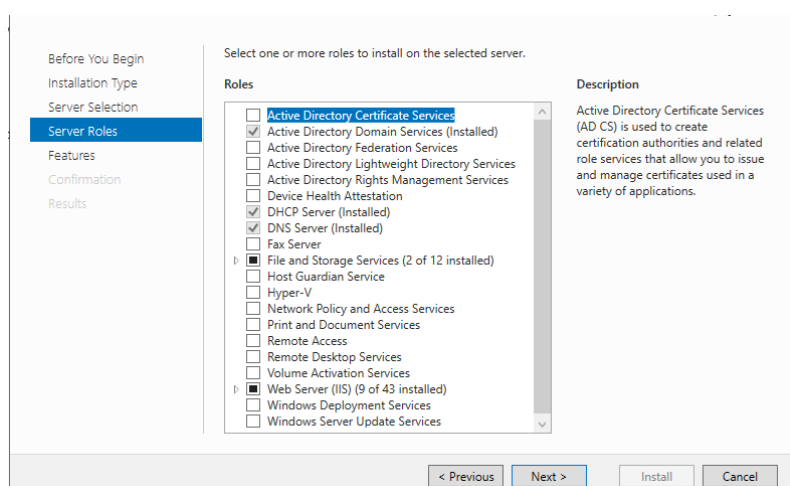 Before You Begin
Installation Type
Server Selection
Server Roles
Features
Confirmation
Results
Select one or more roles to install on the selected server.
Roles
Active Directory Certificate Services
Active Directory Domain Services (Installed)
Active Directory Federation Services
Active Directory Lightweight Directory Services
Active Directory Rights Management Services
Device Health Attestation
DHCP Server (Installed)
DNS Server (Installed)
Fax Server
File and Storage Services (2 of 12 installed)
Host Guardian Service
Hyper-V
Network Policy and Access Services
Print and Document Services
Remote Access
Remote Desktop Services
Volume Activation Services
Web Server (IIS) (9 of 43 installed)
Windows Deployment Services
Windows Server Update Services
Description
Active Directory Certificate Services
(AD CS) is used to create
certification authorities and related
role services that allow you to issue
and manage certificates used in a
variety of applications.
< Previous
Next >
Install
Cancel